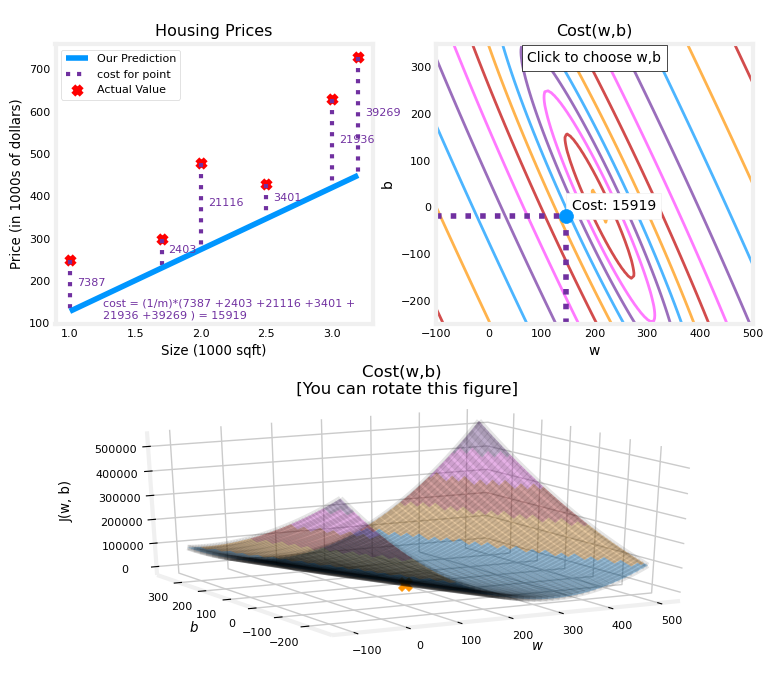 Housing Prices
Our Prediction
cost for point
Actual Value
Price (in 1000s of dollars)
700
600
500
400
300
200
100
7387
2403
21116
3401
21936
39269
cost = (1/m)*(7387 +2403 +21116 +3401 +
21936 +39269 ) = 15919
1.0 1.5 2.0 2.5 3.0
Size (1000 sqft)
Cost(w,b)
Click to choose w,b
b
300
200
100
0
−100
−200
Cost: 15919
−100 0 100 200 300 400 500
w
Cost(w,b)
[You can rotate this figure]
J(w, b)
500000
400000
300000
200000
100000
0
300
200
100
0
−100
−200
b
−100
0
100
200
300
400
500
w